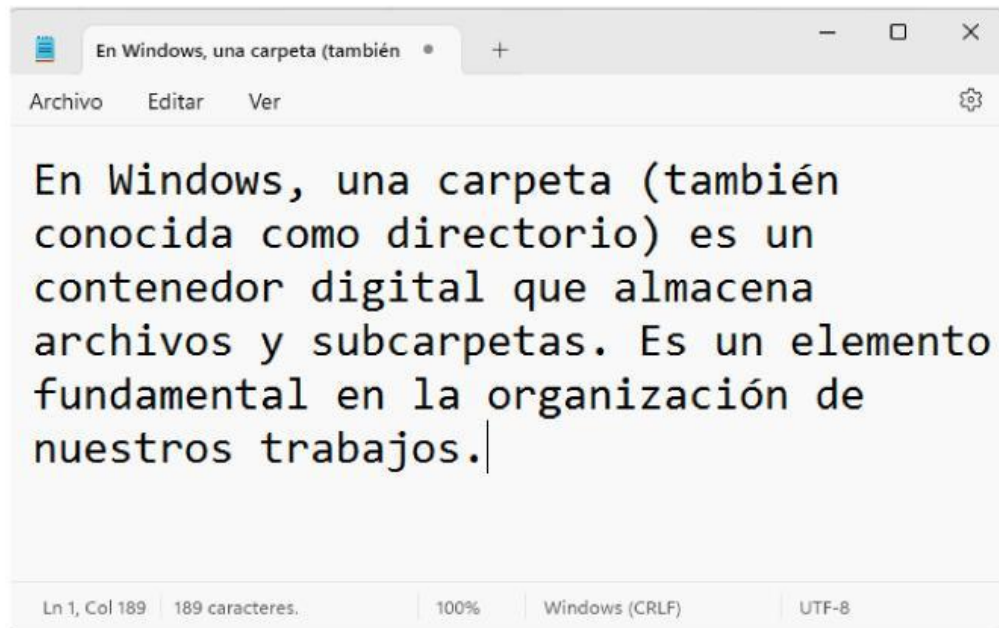 En Windows, una carpeta (también
Archivo Editar Ver
En Windows, una carpeta (también
conocida como directorio) es un
contenedor digital que almacena
archivos y subcarpetas. Es un elemento
fundamental en la organización de
nuestros trabajos.
Ln 1, Col 189 189 caracteres. 100% Windows (CRLF) UTF-8